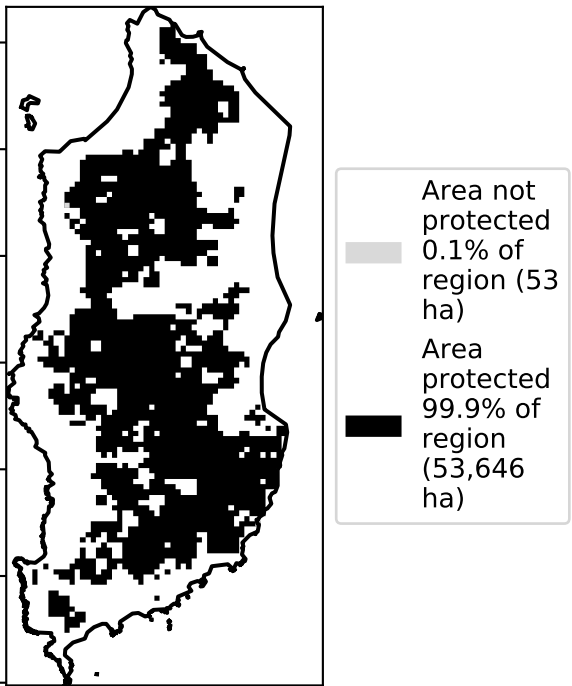 Area not
protected
0.1% of
region (53
ha)
Area
protected
99.9% of
region
(53,646
ha)